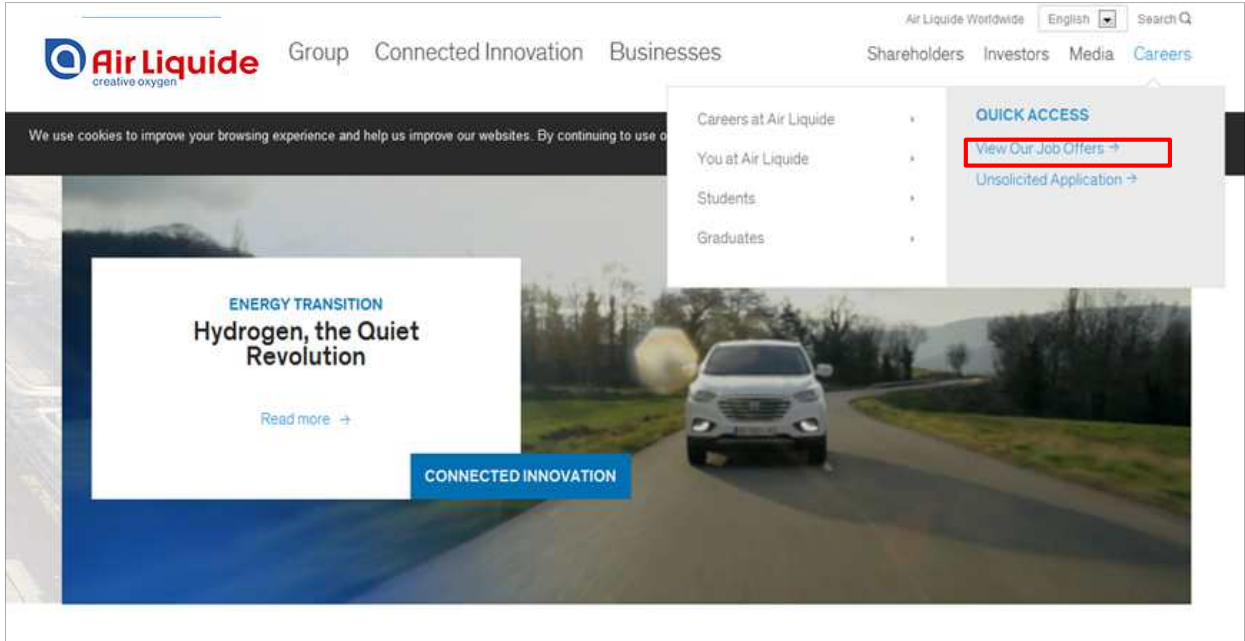 Air Liquide Worldwide English Search
Air Liquide
creative oxygen
Group Connected Innovation Businesses
Shareholders Investors Media Careers
We use cookies to improve your browsing experience and help us improve our websites. By continuing to use o
Careers at Air Liquide
You at Air Liquide
Students
Graduates
QUICK ACCESS
View Our Job Offers →
Unsolicited Application →
ENERGY TRANSITION
Hydrogen, the Quiet
Revolution
Read more →
CONNECTED INNOVATION